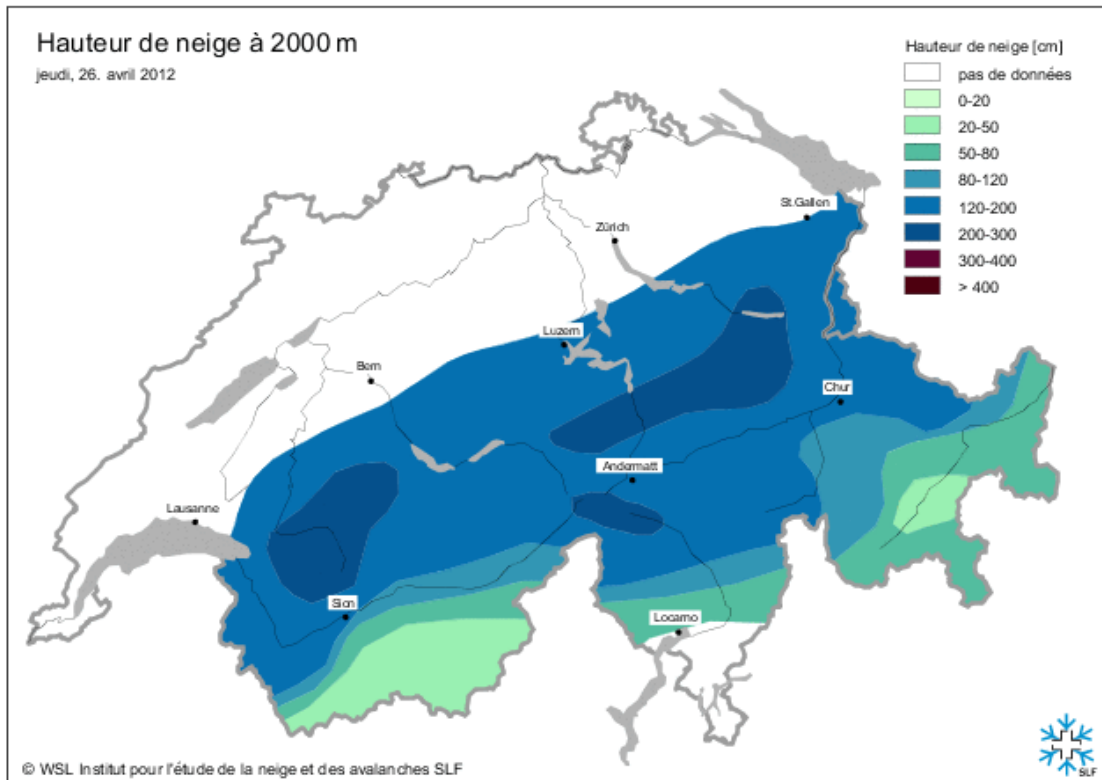 Hauteur de neige à 2000 m
jeudi, 26. avril 2012
Hauteur de neige [cm]
pas de données
0-20
20-50
50-80
80-120
120-200
200-300
300-400
> 400
St.Gallen
Zürich
Luzern
Bern
Chur
Andermatt
Lausanne
Sion
Locarno
© WSL Institut pour l'étude de la neige et des avalanches SLF
SLF